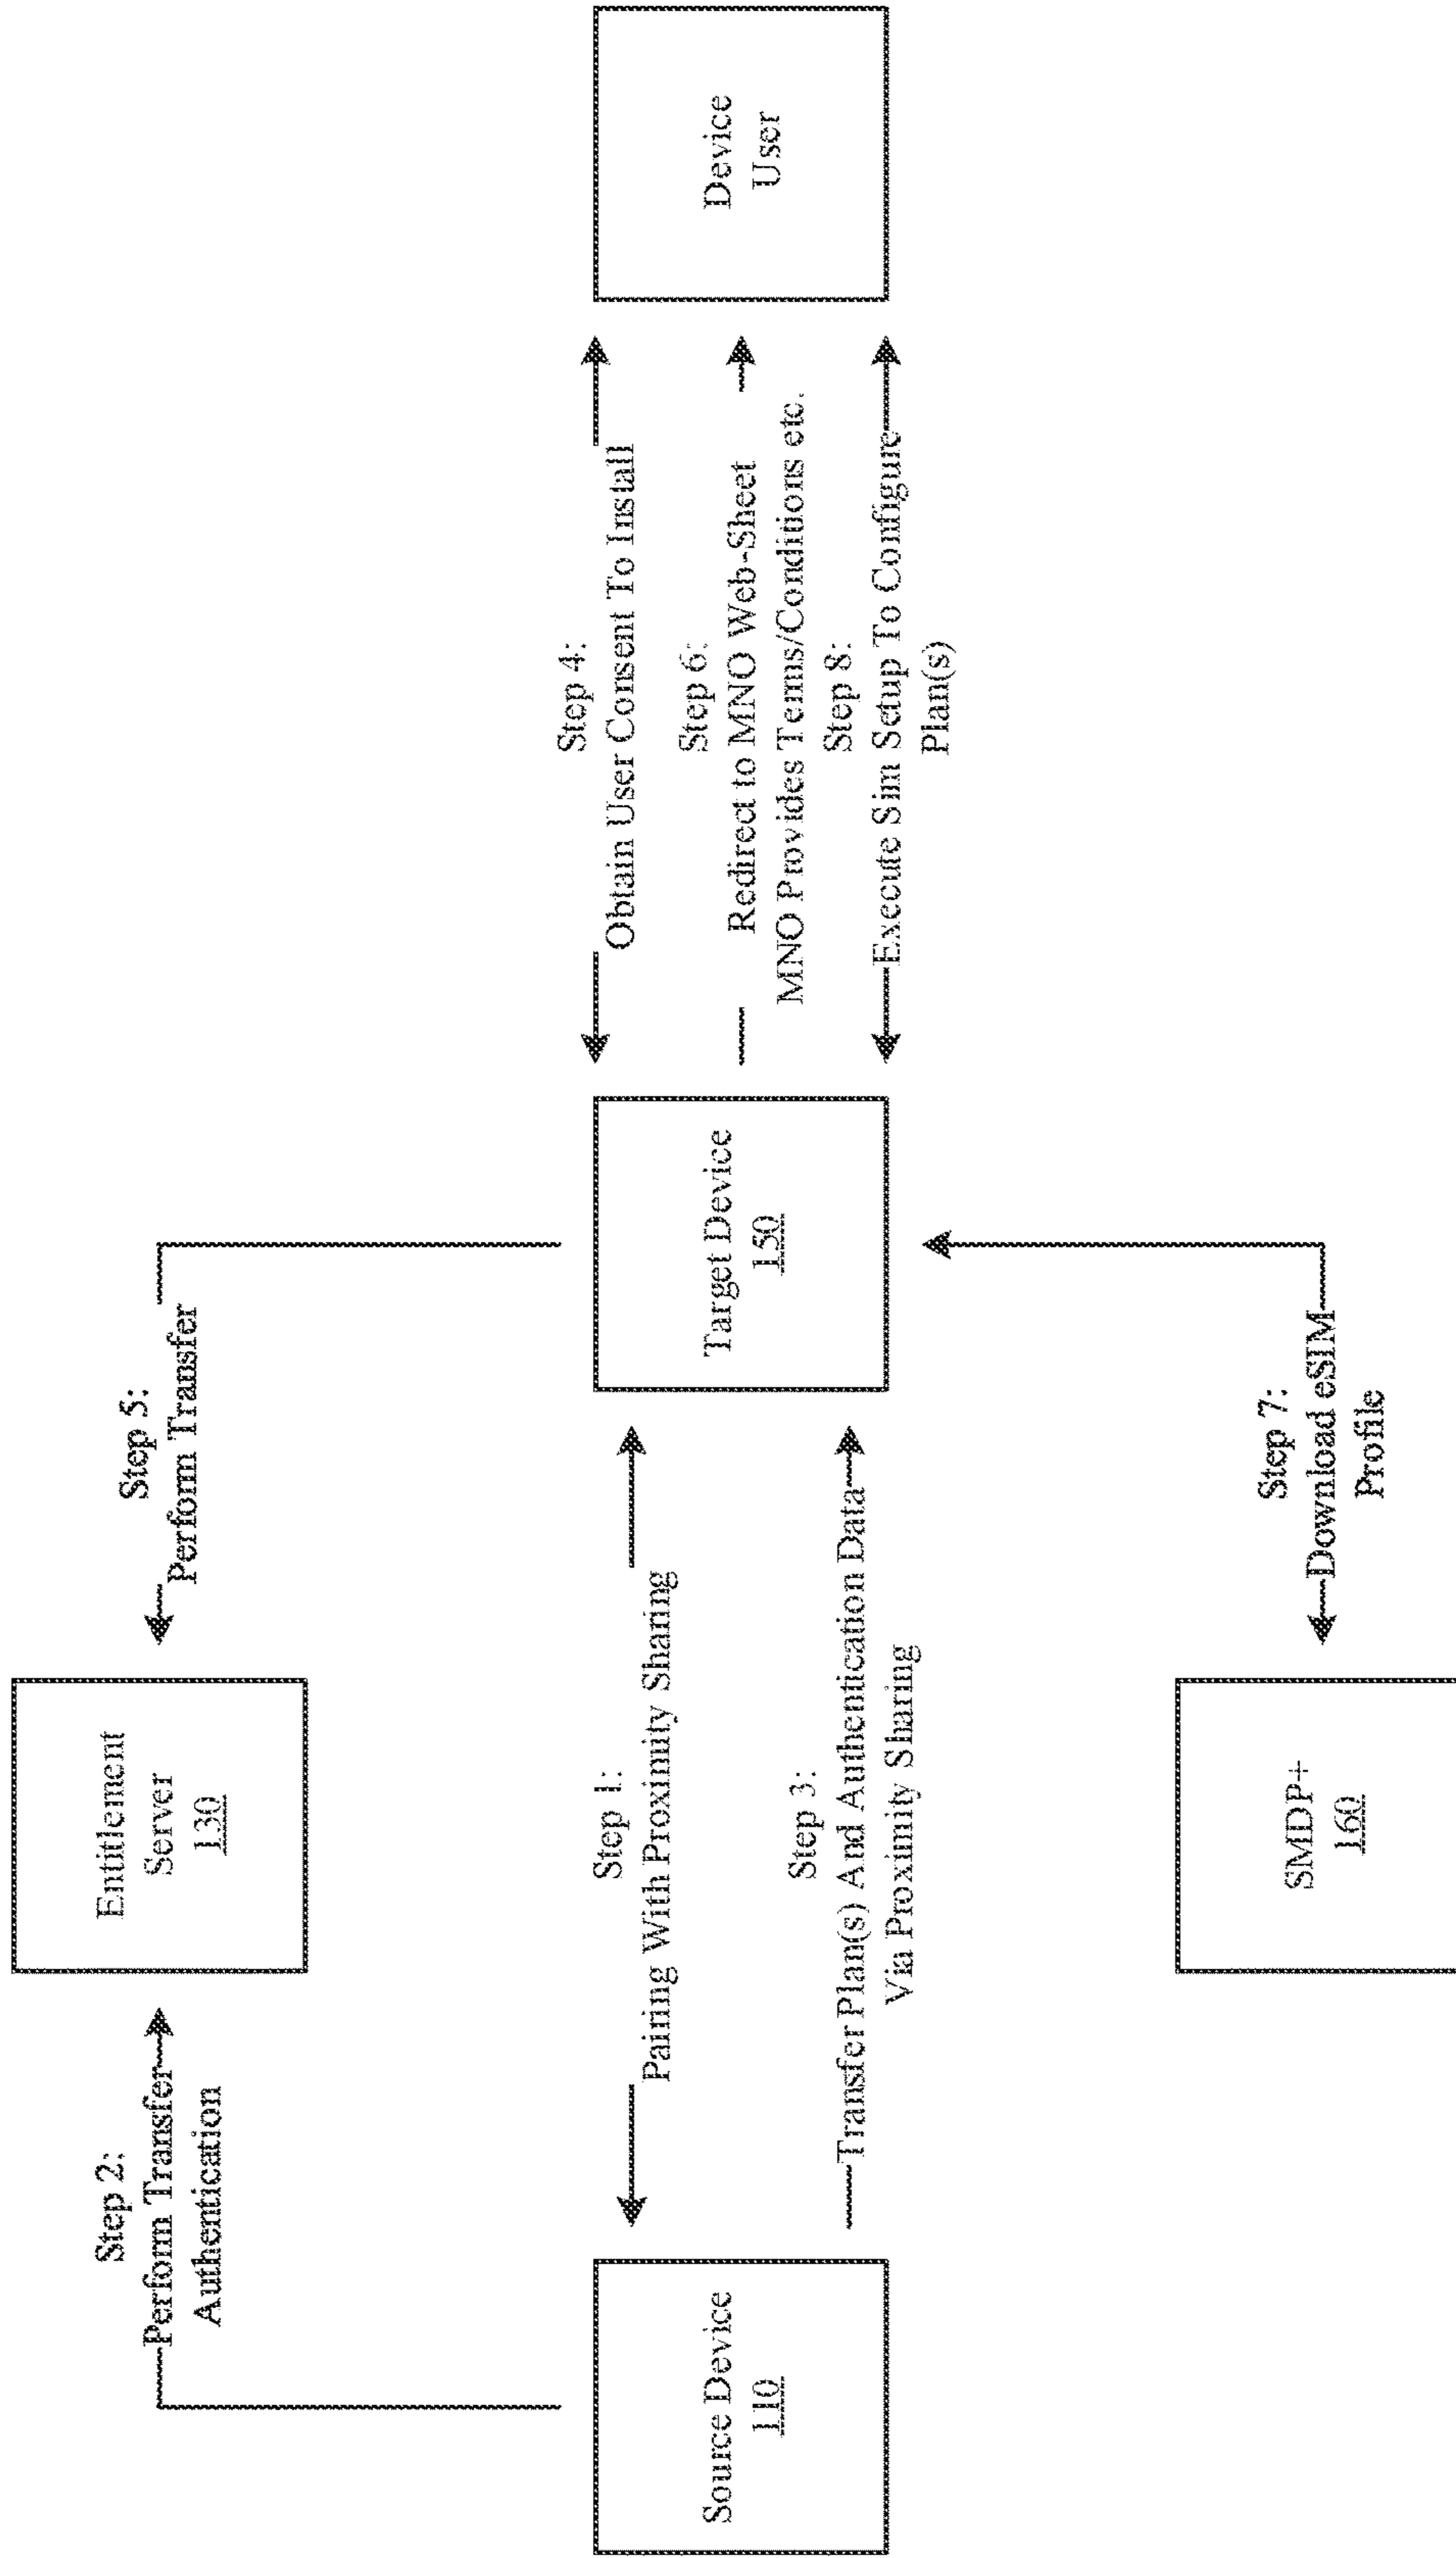 Step 2:
Perfom Transfer
Authentication
Entitlement
Server
130
Step 5:
Perform Transfer
Source Device
110
Step 1:
Pairing With Proximity Sharing
Step 3:
Transfer Plan(s) And Authentication Data
Via Proximity Sharing
Target Device
150
Step 4:
Obtain User Consent To Install
Step 6:
Redirect to MNO Web-Sheet
MNO Provides Terms/Conditions etc.
Step 8:
Execute Sim Setup To Configure
Plan(s)
Device
User
SMDP+
160
Step 7:
Download eSIM
Profile